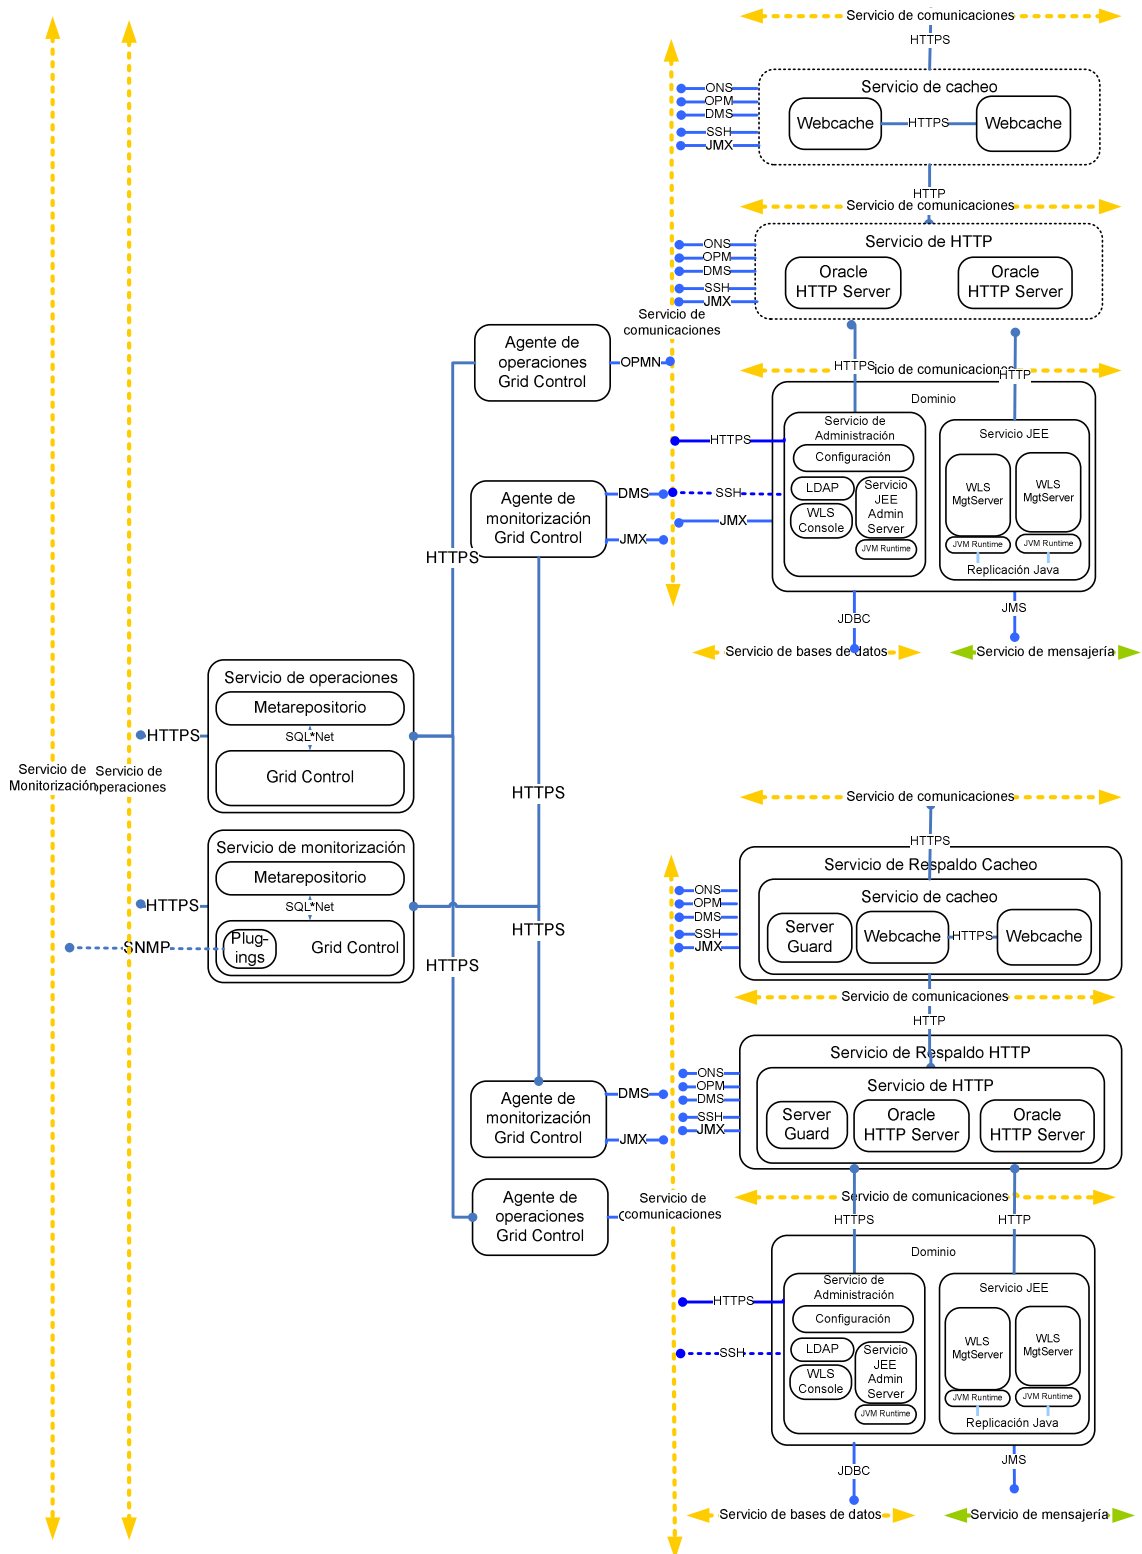 Servicio de comunicaciones
HTTPS
Servicio de cacheo
Webcache
HTTPS
Webcache
ONS
OPM
DMS
SSH
JMX
HTTP
Servicio de comunicaciones
Servicio de HTTP
Oracle
HTTP Server
Oracle
HTTP Server
ONS
OPM
DMS
SSH
JMX
Servicio de
comunicaciones
Agente de
operaciones
Grid Control
OPMN
HTTPS
icio de comunicaciones
HTTP
Dominio
Servicio de
Administración
Configuración
LDAP
WLS
Console
Servicio
JEE
Admin
Server
JVM Runtime
Servicio JEE
WLS
MgtServer
WLS
MgtServer
JVM Runtime
JVM Runtime
Replicación Java
HTTPS
SSH
JMX
Agente de
monitorización
Grid Control
DMS
JMX
HTTPS
JDBC
JMS
Servicio de bases de datos
Servicio de mensajería
Servicio de operaciones
Metarepositorio
SQL*Net
Grid Control
HTTPS
Servicio de
Monitorización
Servicio de
operaciones
HTTPS
Servicio de monitorización
Metarepositorio
SQL*Net
Plug-
ings
Grid Control
HTTPS
SNMP
HTTPS
HTTPS
Servicio de comunicaciones
HTTPS
Servicio de Respaldo Cacheo
Servicio de cacheo
Server
Guard
Webcache
HTTPS
Webcache
ONS
OPM
DMS
SSH
JMX
Servicio de comunicaciones
HTTP
Servicio de Respaldo HTTP
Servicio de HTTP
Server
Guard
Oracle
HTTP Server
Oracle
HTTP Server
ONS
OPM
DMS
SSH
JMX
Agente de
monitorización
Grid Control
DMS
JMX
Agente de
operaciones
Grid Control
Servicio de
comunicaciones
Servicio de comunicaciones
HTTPS
HTTP
Dominio
Servicio de
Administración
Configuración
LDAP
WLS
Console
Servicio
JEE
Admin
Server
JVM Runtime
Servicio JEE
WLS
MgtServer
WLS
MgtServer
JVM Runtime
JVM Runtime
Replicación Java
HTTPS
SSH
JDBC
JMS
Servicio de bases de datos
Servicio de mensajería